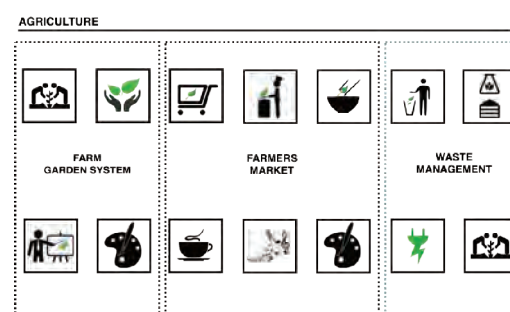 AGRICULTURE
FARM
GARDEN SYSTEM
FARMERS
MARKET
WASTE
MANAGEMENT